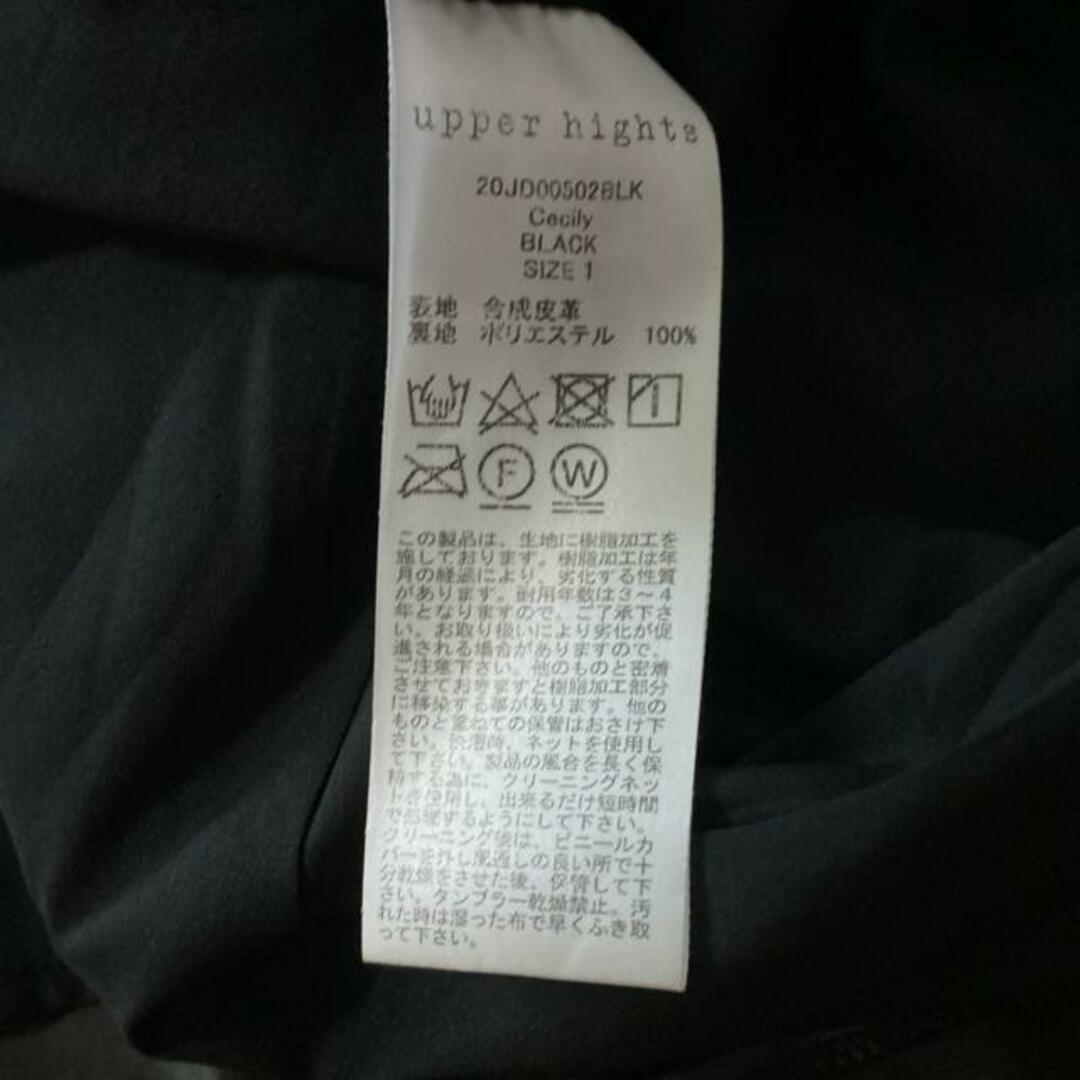 upper hights
20JD00502BLK
Cecily
BLACK
SIZE 1
表地 合成皮革
裏地 ポリエステル 100%
F W
この製品は、生地に樹脂加工を
施しております。樹脂加工は年
月の経過により、劣化する性質
があります。耐用年数は3~4
年となりますので、ご了承下さ
い。お取り扱いにより劣化が促
進される場合がありますので、
ご注意下さい。他のものと密着
させておきますと樹脂加工部分
に移染する事があります。他の
ものと重ねての保管はおさけ下
さい。洗濯時、ネットを使用し
て下さい。製品の風合を長く保
持する為に、クリーニングネッ
トを使用し、出来るだけ短時間
で処理するようにして下さい。
クリーニング後は、ビニールカ
バーを外し風通しの良い所で十
分乾燥をさせた後、保管して下
さい。タンブラー乾燥禁止。汚
れた時は湿った布で早くふき取
って下さい。